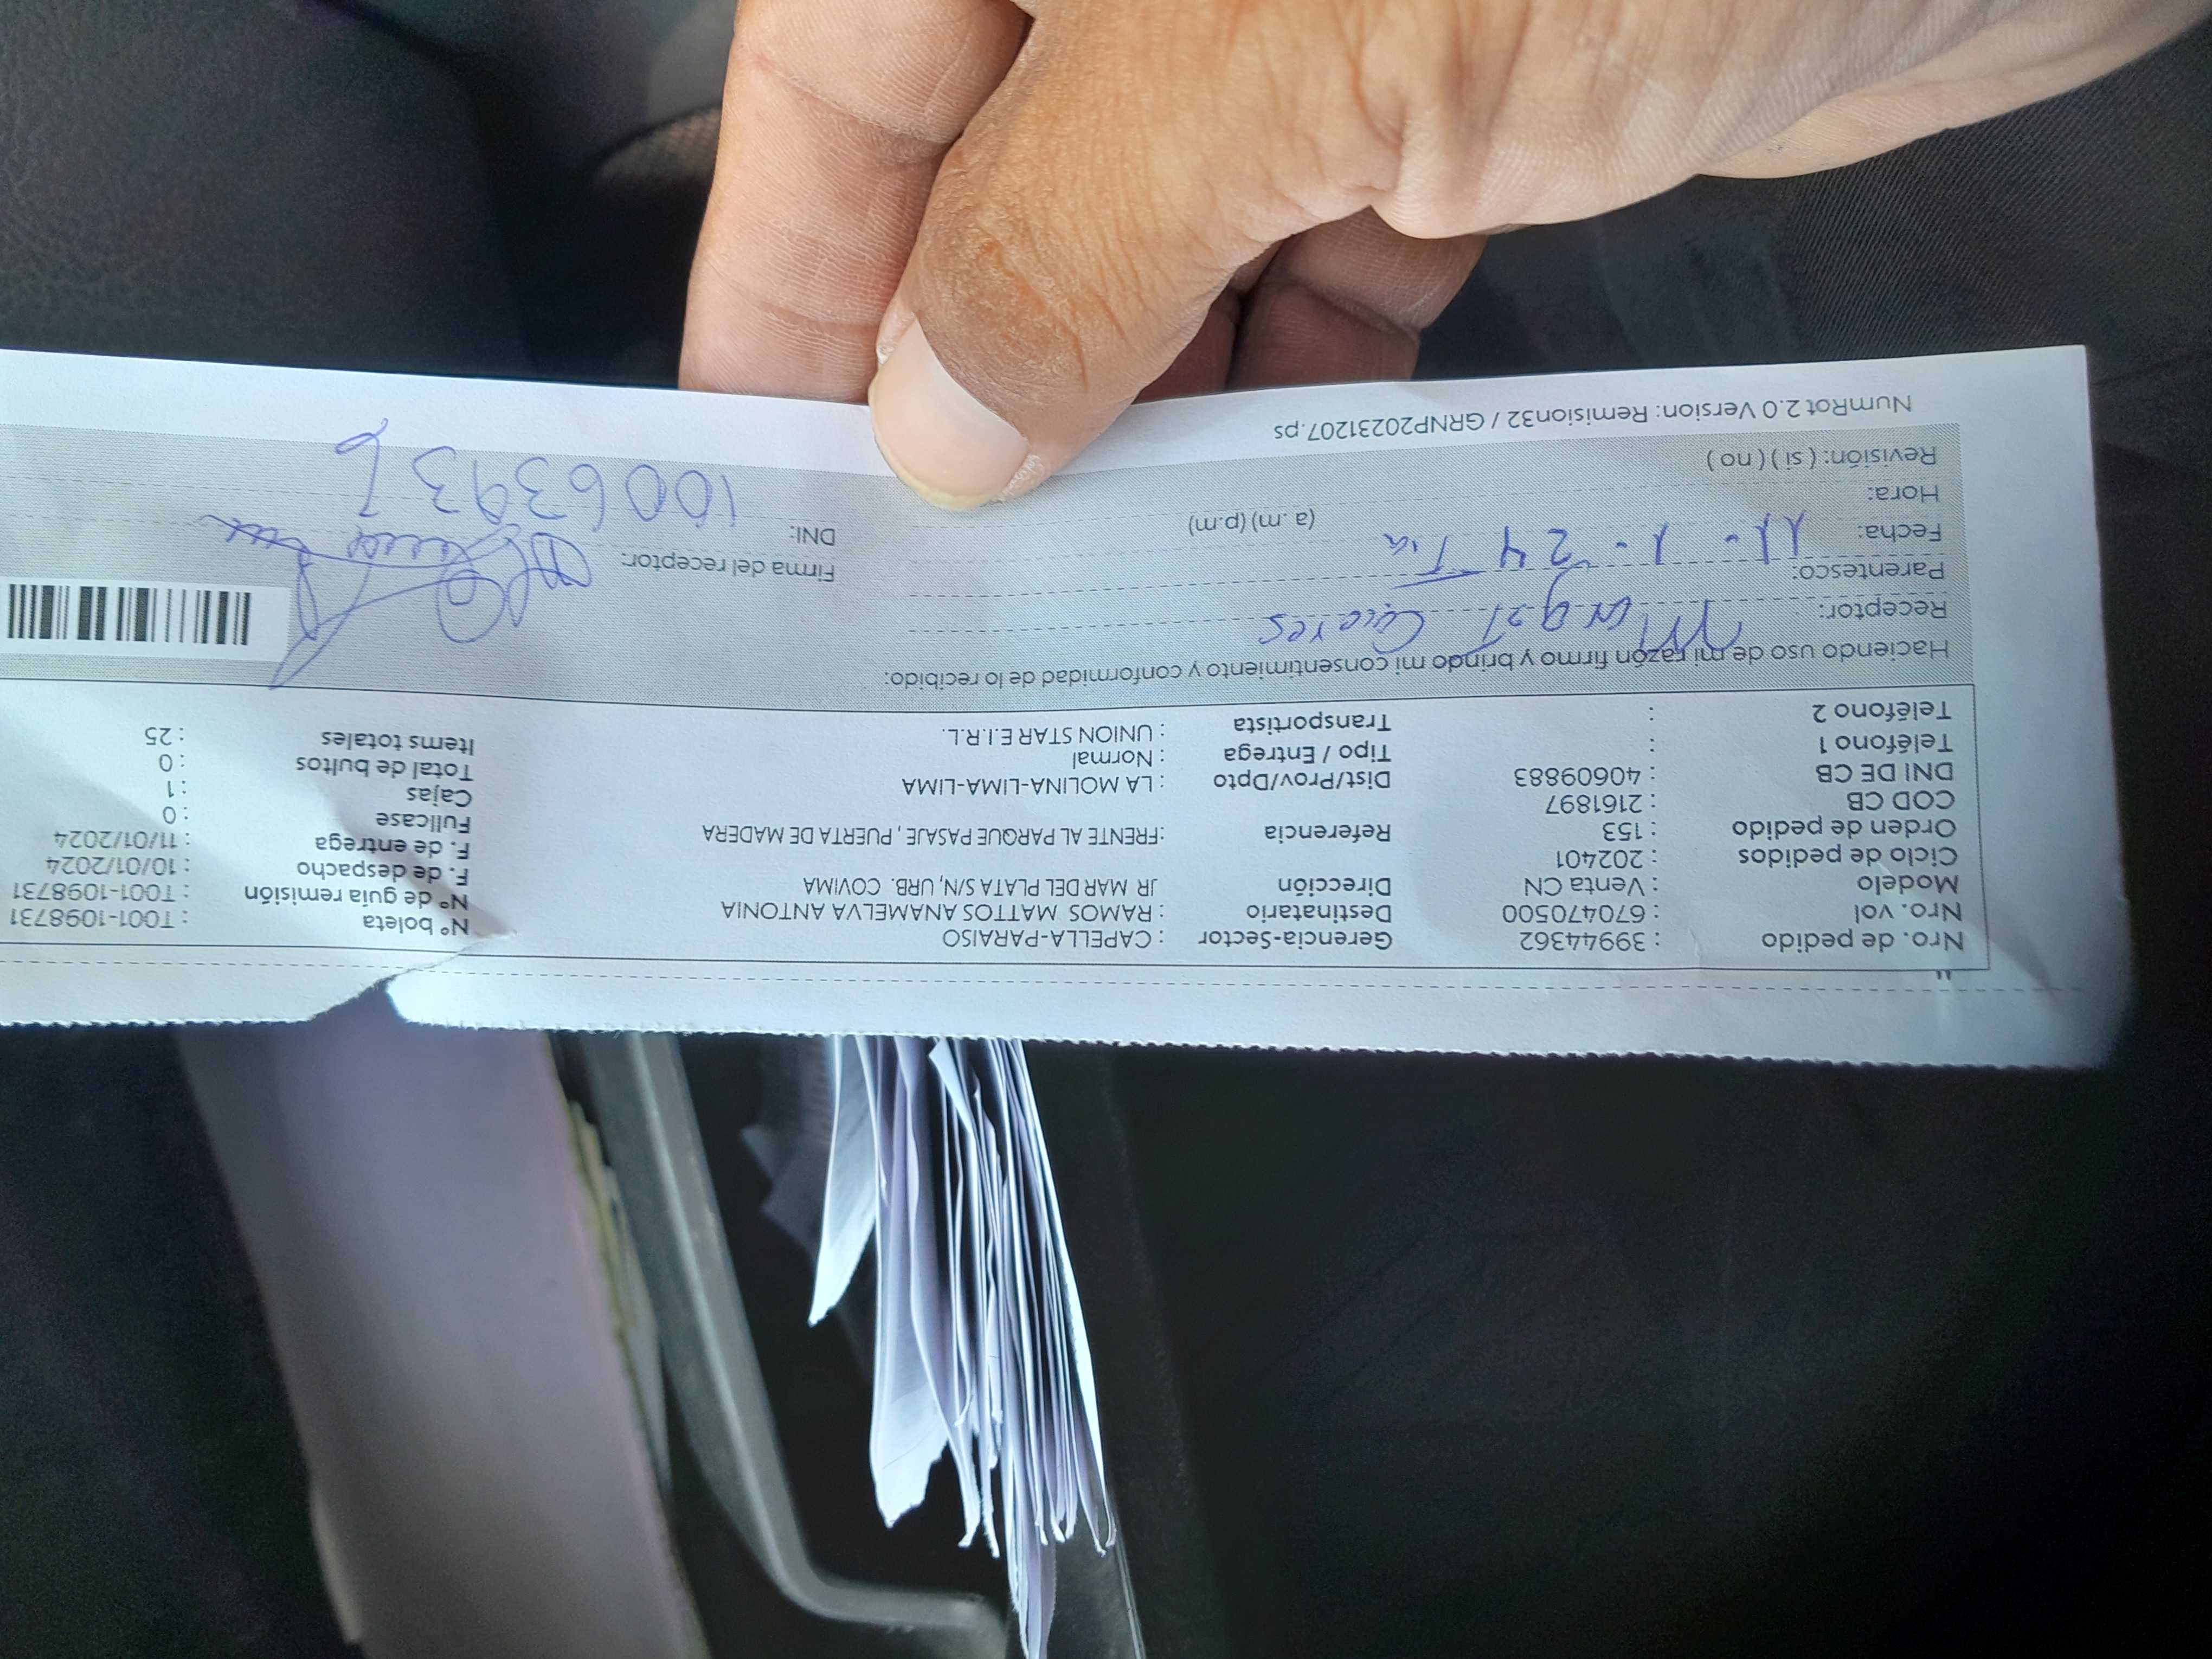 Nro. de pedido : 39944362 Gerencia-Sector : CAPELLA-PARAISO Nº boleta : T001-1098731
Nro. vol : 670470500 Destinatario : RAMOS MATTOS ANAMELVA ANTONIA Nº de guía remisión : T001-1098731
Modelo : Venta CN Dirección JR MAR DEL PLATA S/N, URB. COVIMA F. de despacho : 10/01/2024
Ciclo de pedidos : 202401 F. de entrega : 11/01/2024
Orden de pedido : 153 Referencia :FRENTE AL PARQUE PASAJE , PUERTA DE MADERA Fullcase : 0
COD CB : 2161897 Cajas : 1
DNI DE CB : 40609883 Dist/Prov/Dpto : LA MOLINA-LIMA-LIMA Total de bultos : 0
Teléfono 1 : Tipo / Entrega : Normal Items totales : 25
Teléfono 2 : Transportista : UNION STAR E.I.R.L.
Haciendo uso de mi razón firmo y brindo mi consentimiento y conformidad de lo recibido:
Receptor: Margot Caceres
Parentesco: Tia Firma del receptor:
Fecha: 11-1-24 DNI: 10063936
Hora: (a. m) (p.m)
Revisión: ( si ) ( no )
NumRot 2.0 Version: Remision32 / GRNP20231207.ps